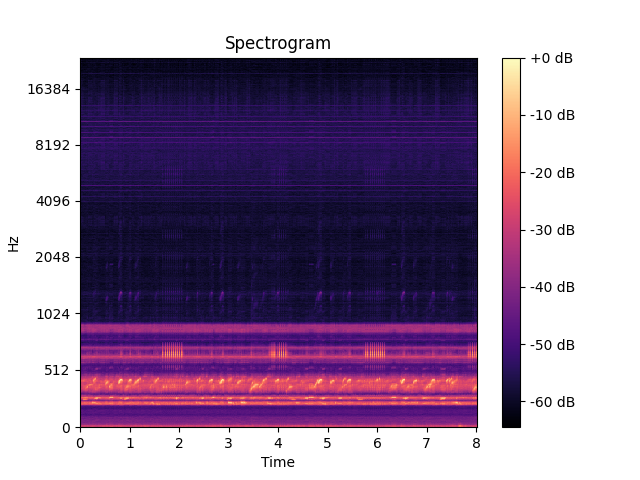 Spectrogram
+0 dB
16384
-10 dB
8192
-20 dB
4096
-30 dB
Hz
2048
-40 dB
1024
-50 dB
512
-60 dB
0
0 1 2 3 4 5 6 7 8
Time